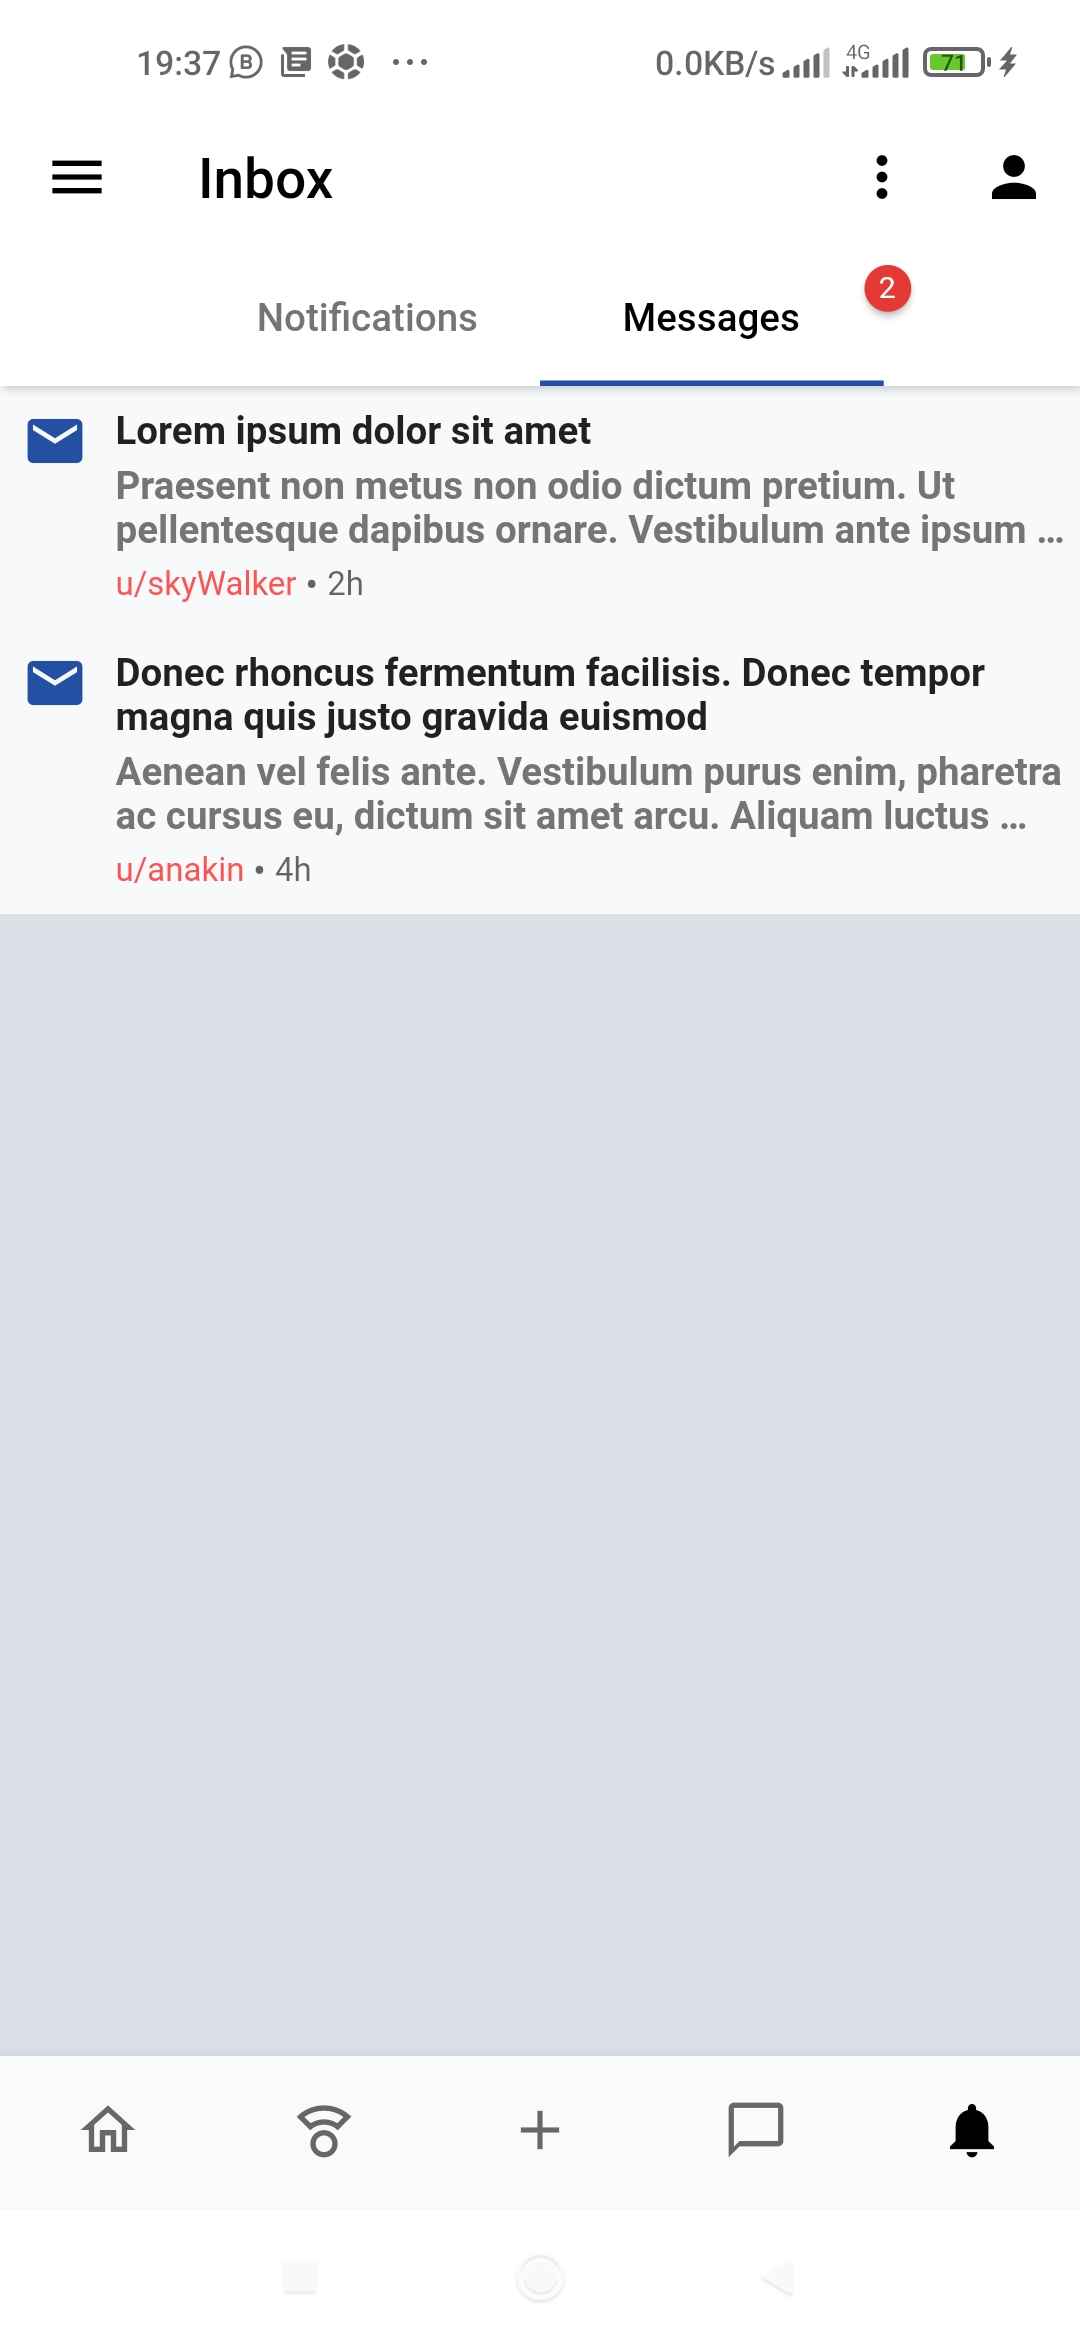 19:37 B 0.0KB/s 4G 71
Inbox
Notifications Messages 2
Lorem ipsum dolor sit amet
Praesent non metus non odio dictum pretium. Ut
pellentesque dapibus ornare. Vestibulum ante ipsum ...
u/skyWalker • 2h
Donec rhoncus fermentum facilisis. Donec tempor
magna quis justo gravida euismod
Aenean vel felis ante. Vestibulum purus enim, pharetra
ac cursus eu, dictum sit amet arcu. Aliquam luctus ...
u/anakin • 4h